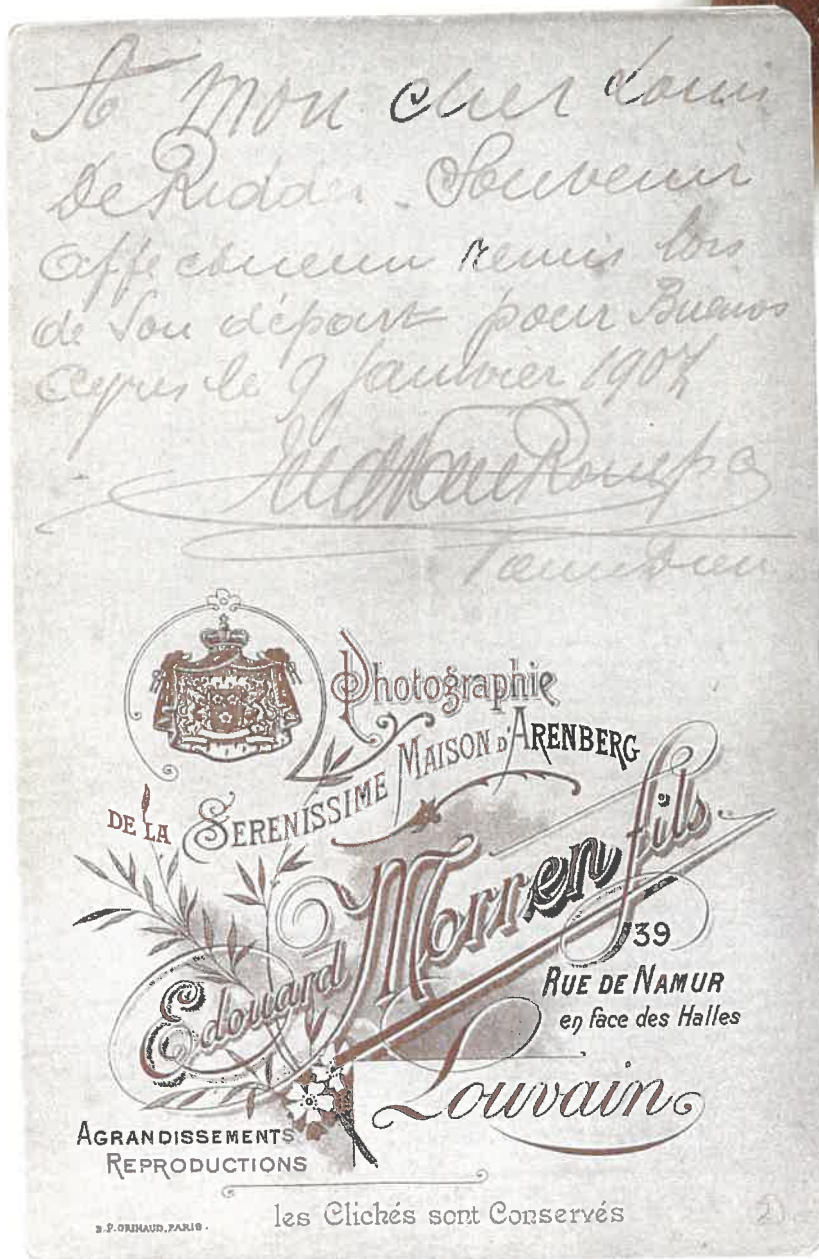 A mon cher Louis
De Ridder. Souvenir
affectueux remis lors
de son départ pour Buenos
Ayres le 9 Janvier 1907
Photographie
DE LA SERENISSIME MAISON D'ARENBERG
Edouard Morren fils
39
RUE DE NAMUR
en face des Halles
Louvain
AGRANDISSEMENTS
REPRODUCTIONS
les Clichés sont Conservés
B.P. GRIMAUD, PARIS.